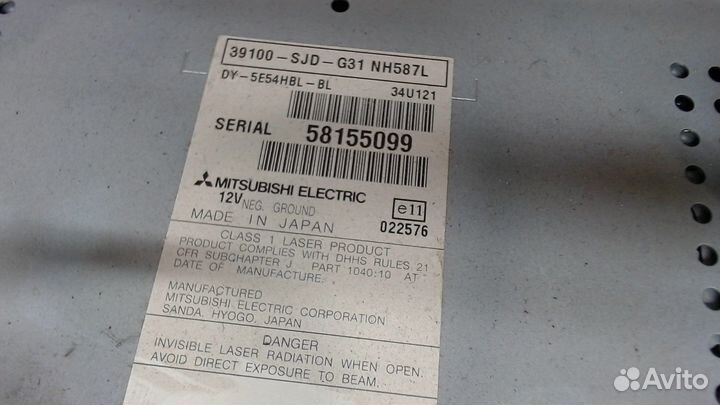 39100-SJD-G31 NH587L
DY-5E54HBL-BL 34U121
SERIAL 58155099
MITSUBISHI ELECTRIC
12V NEG. GROUND e11
MADE IN JAPAN 022576
CLASS 1 LASER PRODUCT
PRODUCT COMPLIES WITH DHHS RULES 21
CFR SUBCHAPTER J PART 1040:10 AT
DATE OF MANUFACTURE.
MANUFACTURED
MITSUBISHI ELECTRIC CORPORATION
SANDA, HYOGO, JAPAN
DANGER
INVISIBLE LASER RADIATION WHEN OPEN.
AVOID DIRECT EXPOSURE TO BEAM.
Avito